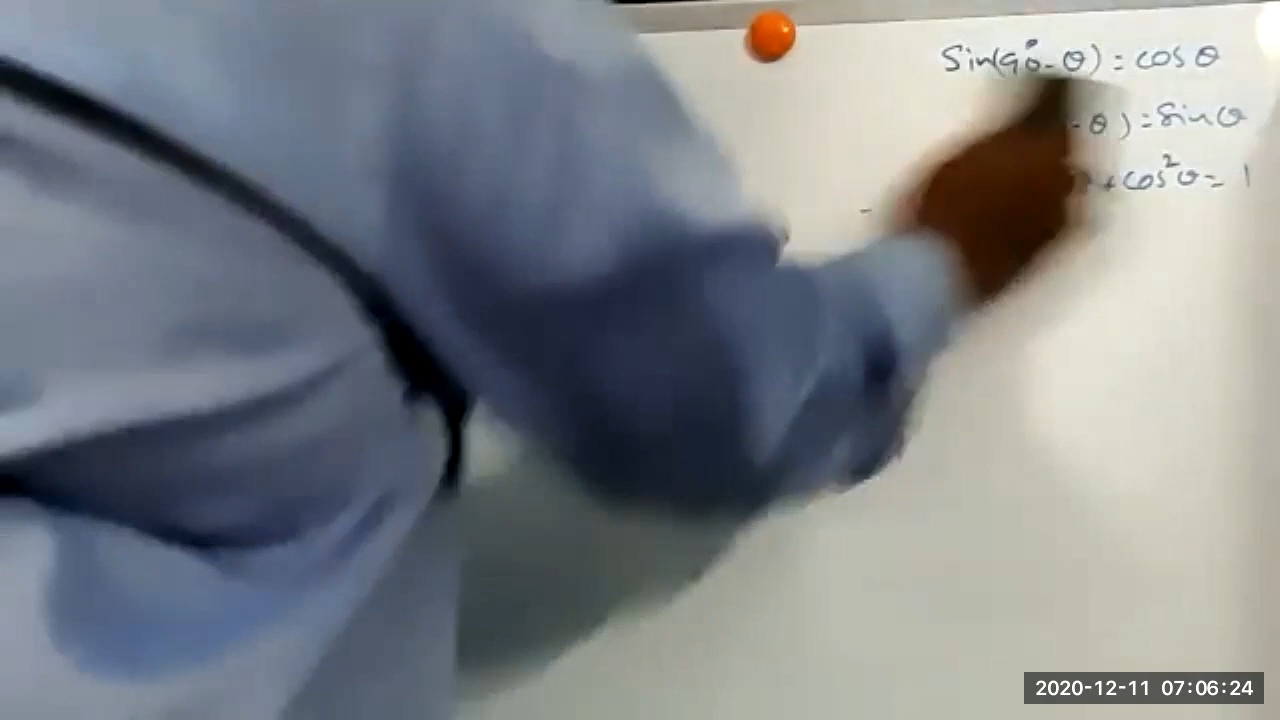 Sin(90°-θ) = cos θ
-θ) = Sin θ
+ cos²θ = 1
2020-12-11 07:06:24